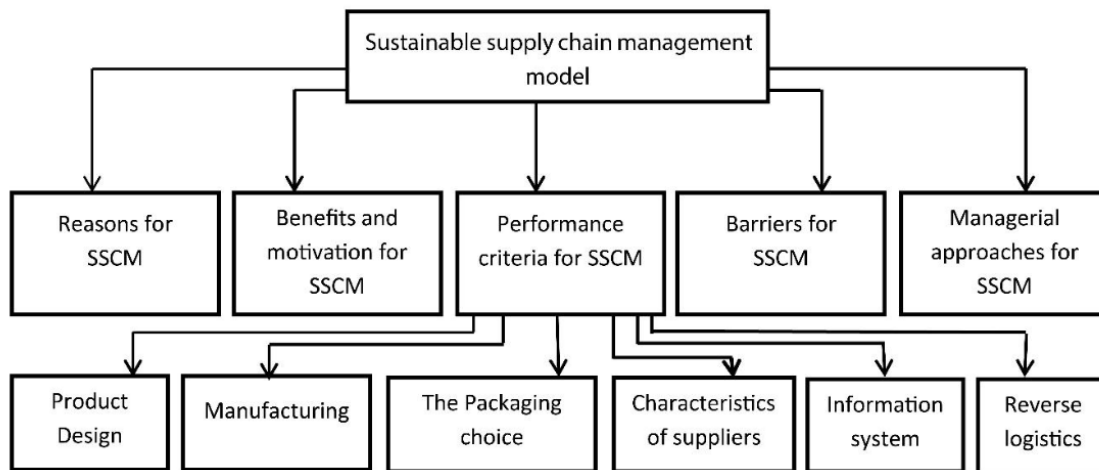 Sustainable supply chain management
model
Reasons for
SSCM
Benefits and
motivation for
SSCM
Performance
criteria for SSCM
Barriers for
SSCM
Managerial
approaches for
SSCM
Product
Design
Manufacturing
The Packaging
choice
Characteristics
of suppliers
Information
system
Reverse
logistics